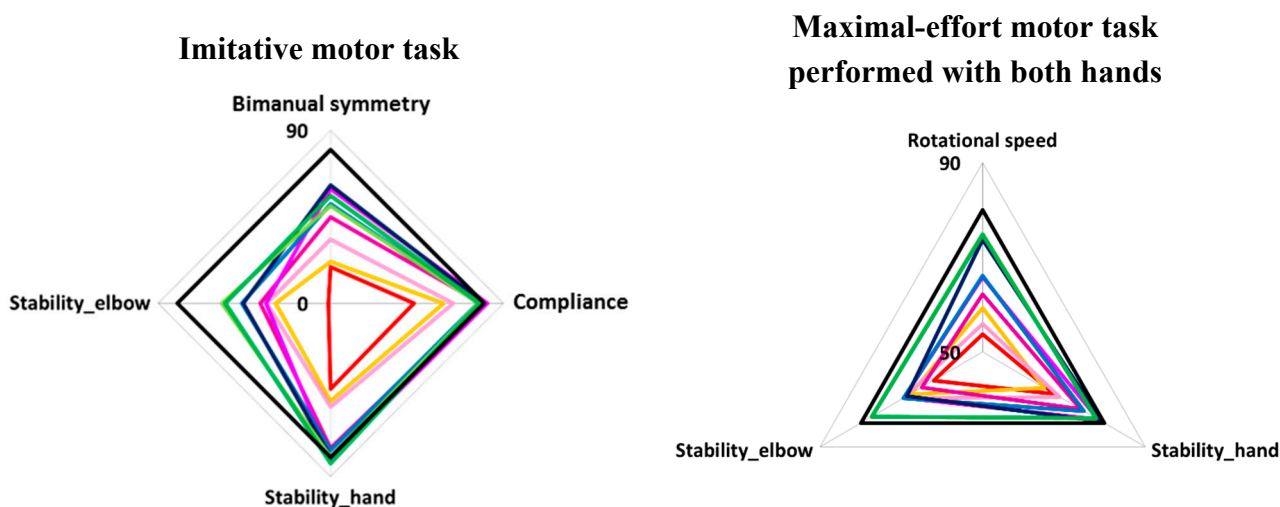 Imitative motor task
Bimanual symmetry
90
Stability_elbow
0
Compliance
Stability_hand
Maximal-effort motor task
performed with both hands
Rotational speed
90
50
Stability_elbow
Stability_hand